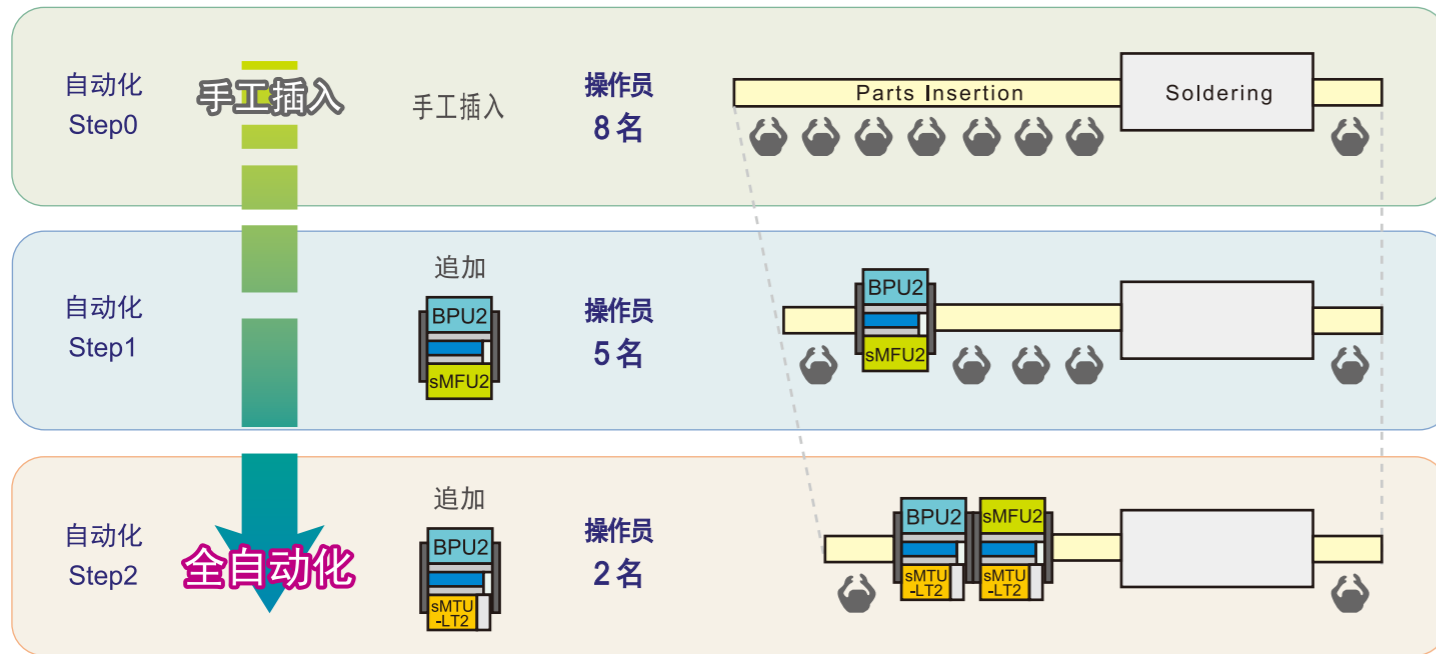 自动化
Step0
手工插入
手工插入
操作员
8名
Parts Insertion
Soldering
自动化
Step1
追加
BPU2
sMFU2
操作员
5名
BPU2
sMFU2
自动化
Step2
全自动化
追加
BPU2
sMTU
-LT2
操作员
2名
BPU2
sMFU2
sMTU
-LT2
sMTU
-LT2